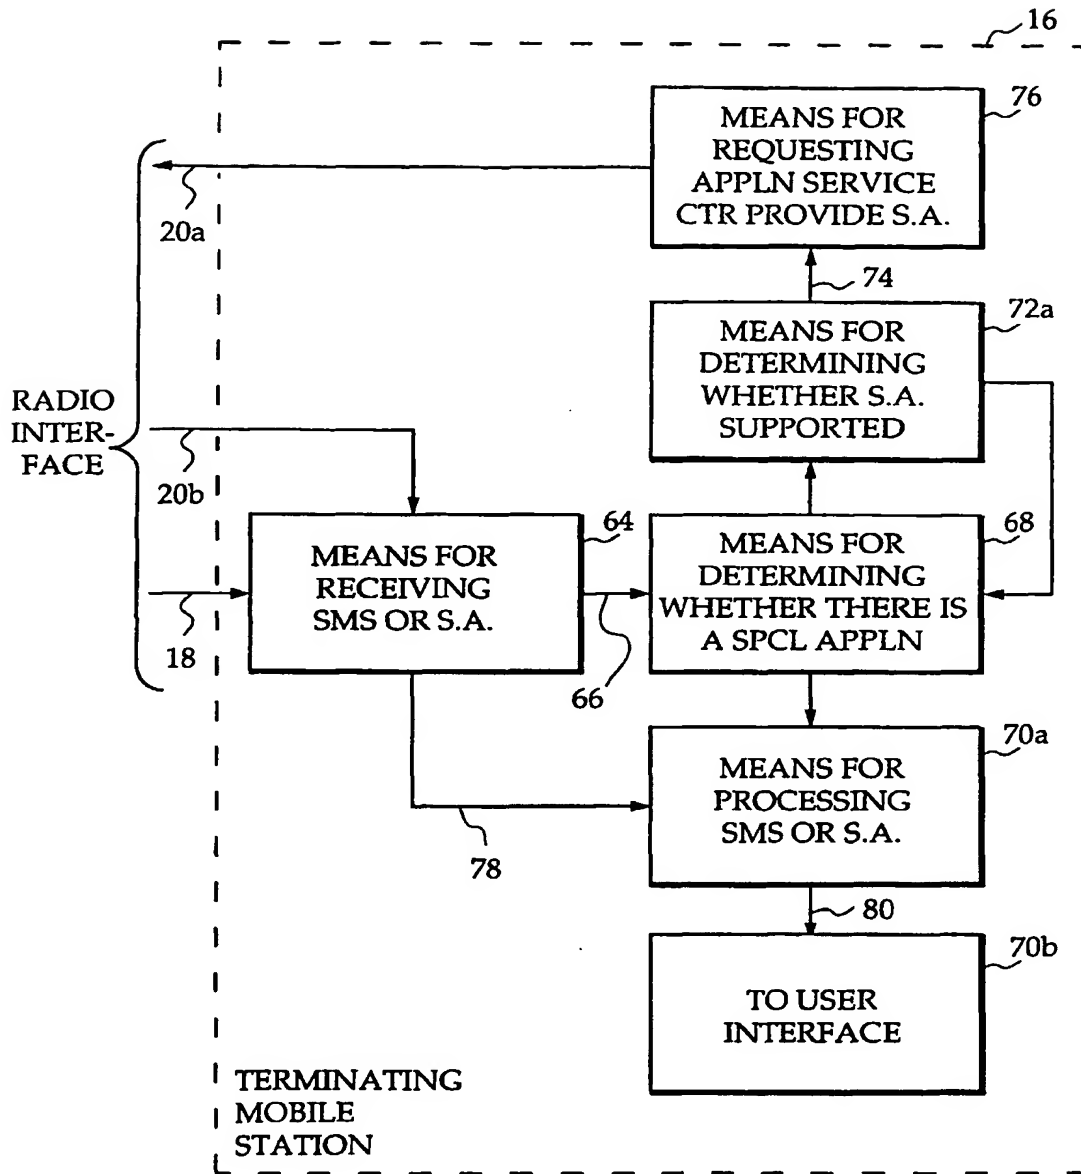 16
MEANS FOR
REQUESTING
APPLN SERVICE
CTR PROVIDE S.A.
76
20a
74
MEANS FOR
DETERMINING
WHETHER S.A.
SUPPORTED
72a
RADIO
INTER-
FACE
20b
MEANS FOR
RECEIVING
SMS OR S.A.
64
MEANS FOR
DETERMINING
WHETHER THERE IS
A SPCL APPLN
68
18
66
MEANS FOR
PROCESSING
SMS OR S.A.
70a
78
80
TO USER
INTERFACE
70b
TERMINATING
MOBILE
STATION